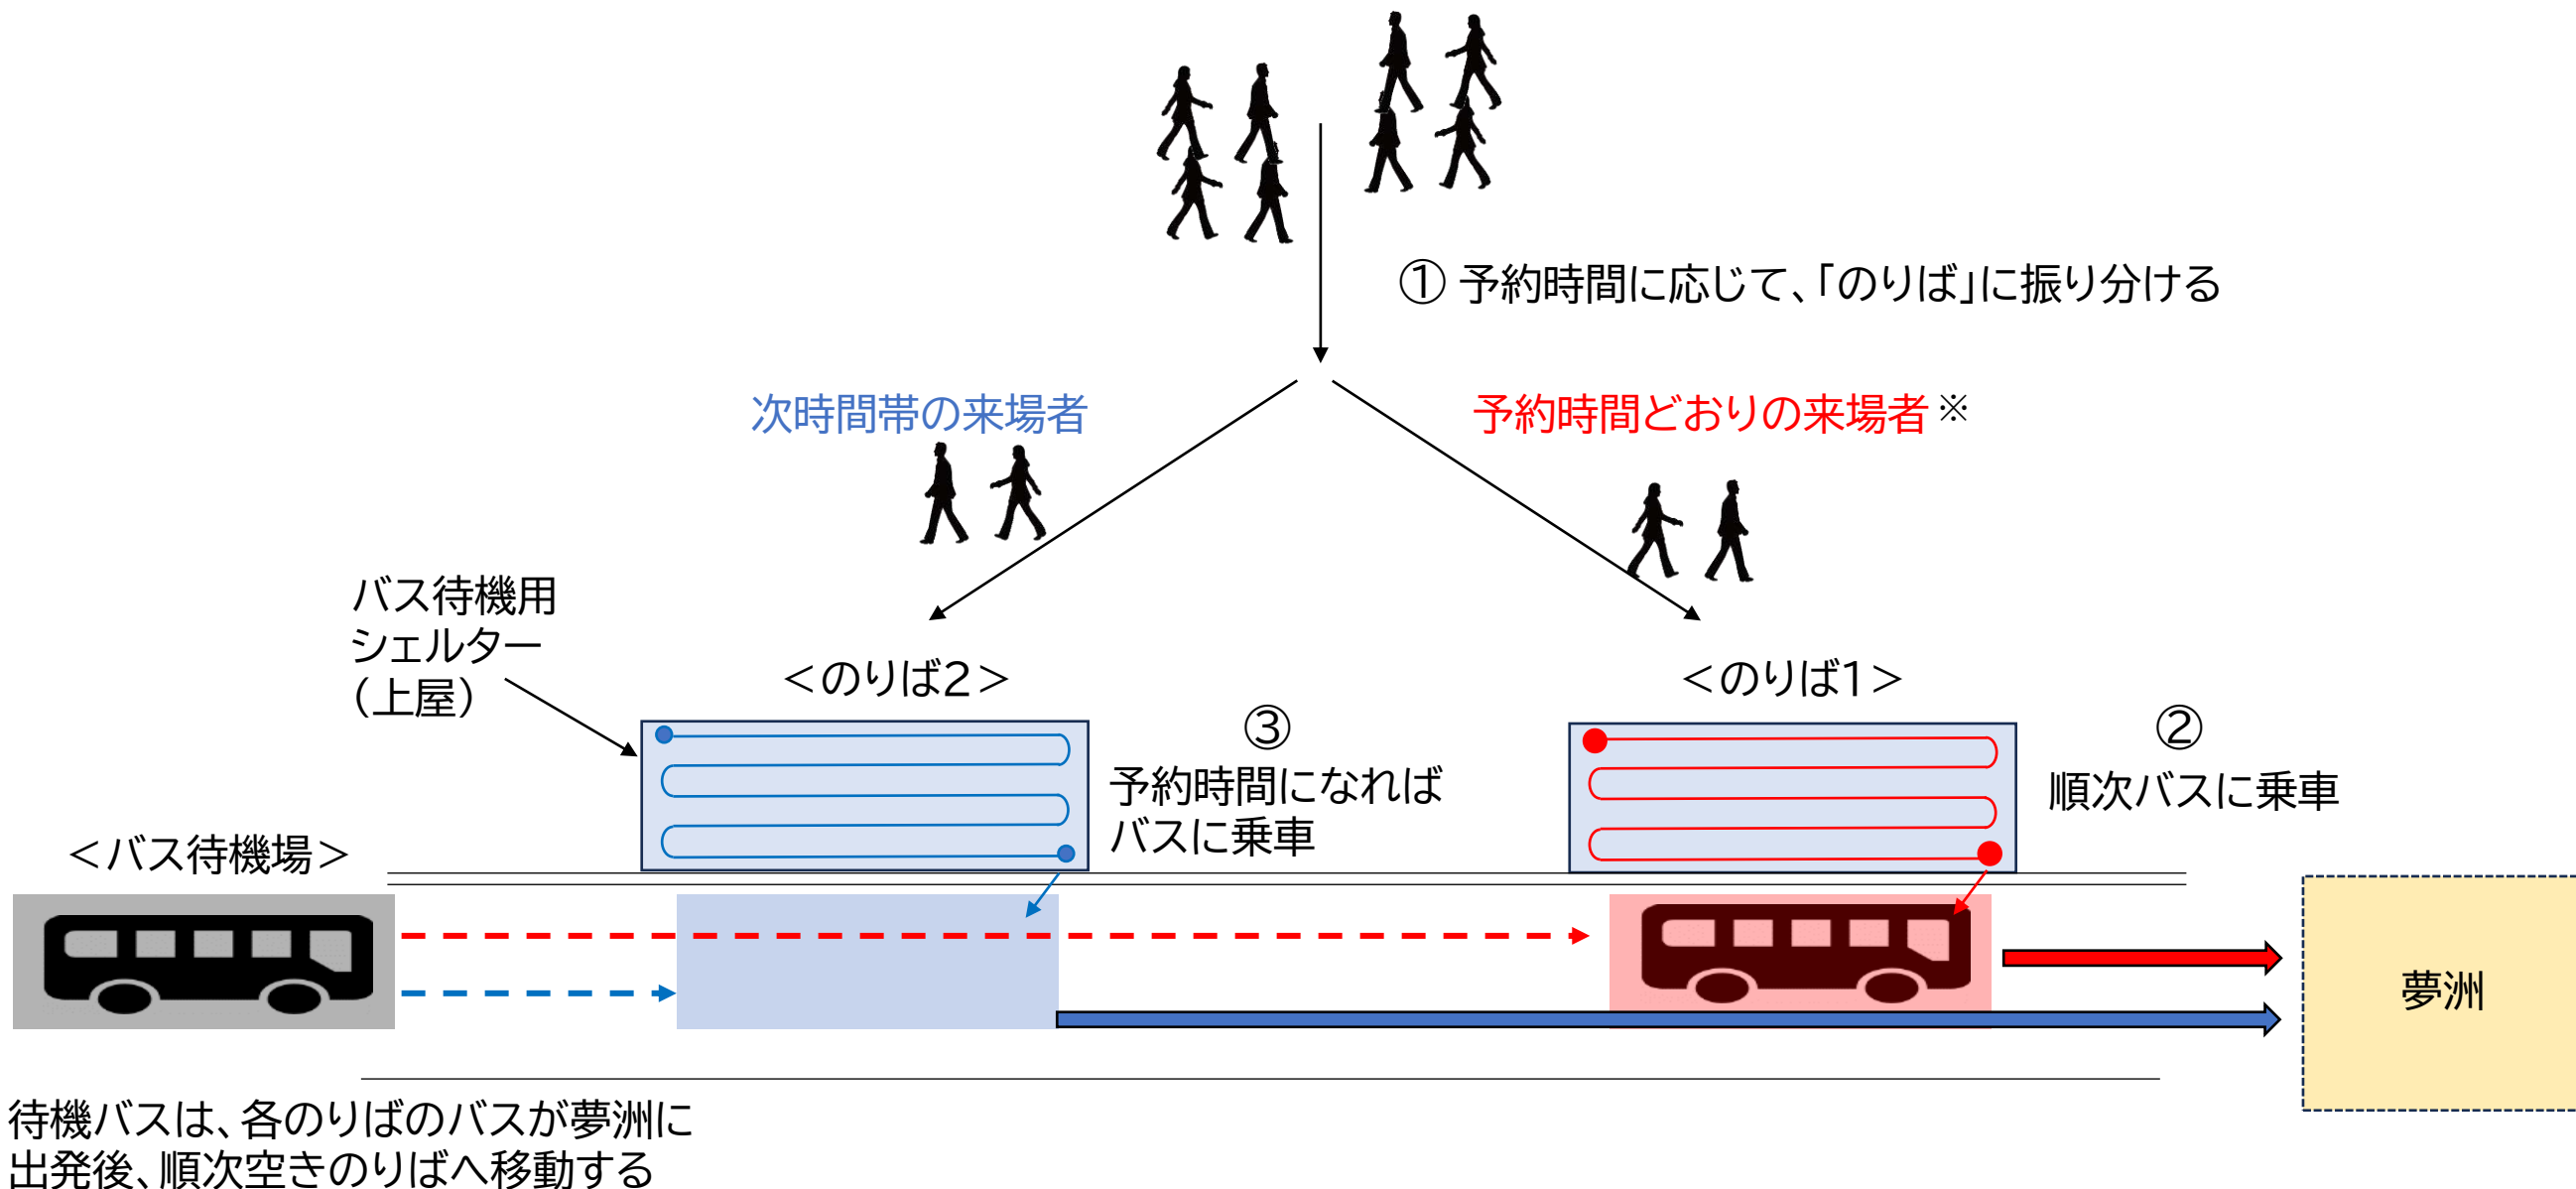 ① 予約時間に応じて、「のりば」に振り分ける
次時間帯の来場者
予約時間どおりの来場者※
バス待機用
シェルター
（上屋）
＜のりば2＞
＜のりば1＞
③
予約時間になれば
バスに乗車
②
順次バスに乗車
＜バス待機場＞
夢洲
待機バスは、各のりばのバスが夢洲に
出発後、順次空きのりばへ移動する